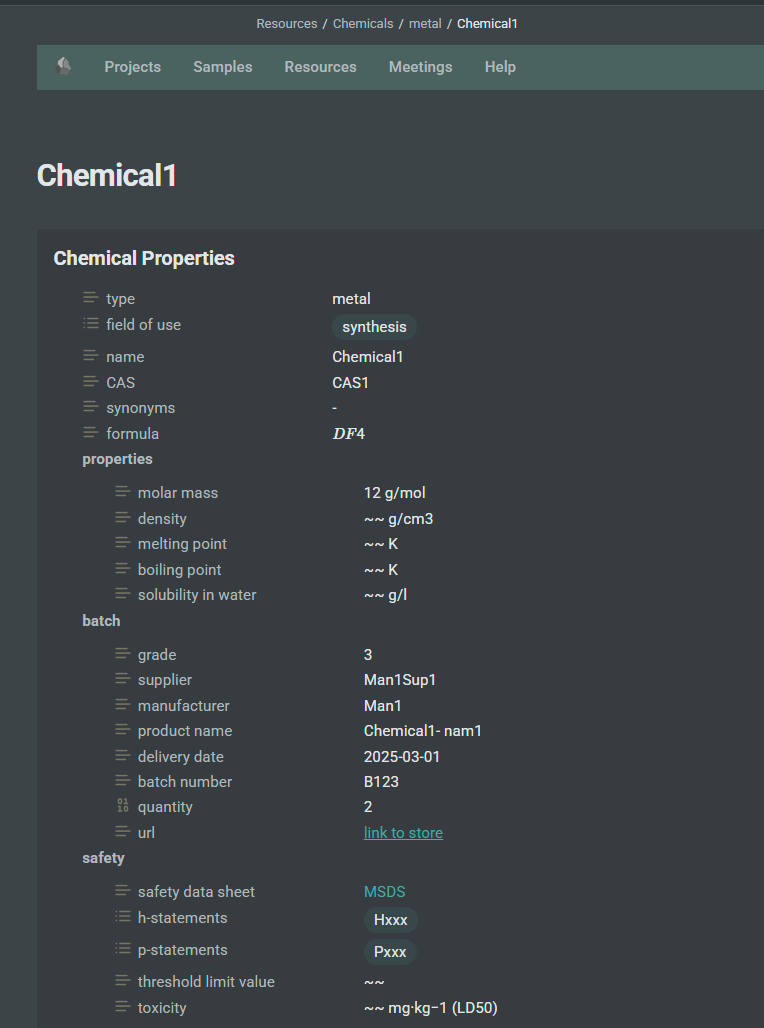 Resources / Chemicals / metal / Chemical1
Projects Samples Resources Meetings Help
Chemical1
Chemical Properties
type metal
field of use synthesis
name Chemical1
CAS CAS1
synonyms -
formula DF4
properties
molar mass 12 g/mol
density ~~ g/cm3
melting point ~~ K
boiling point ~~ K
solubility in water ~~ g/l
batch
grade 3
supplier Man1Sup1
manufacturer Man1
product name Chemical1- nam1
delivery date 2025-03-01
batch number B123
quantity 2
url link to store
safety
safety data sheet MSDS
h-statements Hxxx
p-statements Pxxx
threshold limit value ~~
toxicity ~~ mg·kg−1 (LD50)